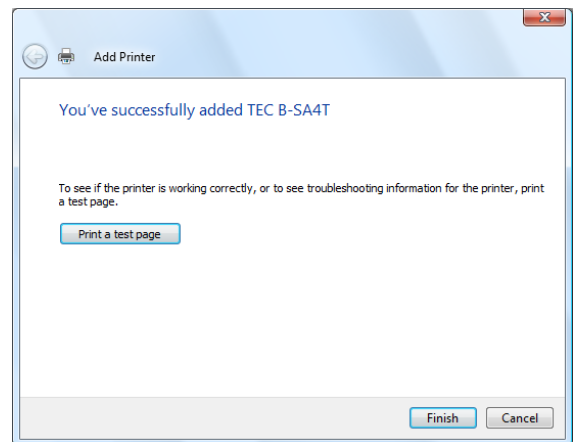 Add Printer
You've successfully added TEC B-SA4T
To see if the printer is working correctly, or to see troubleshooting information for the printer, print
a test page.
Print a test page
Finish
Cancel